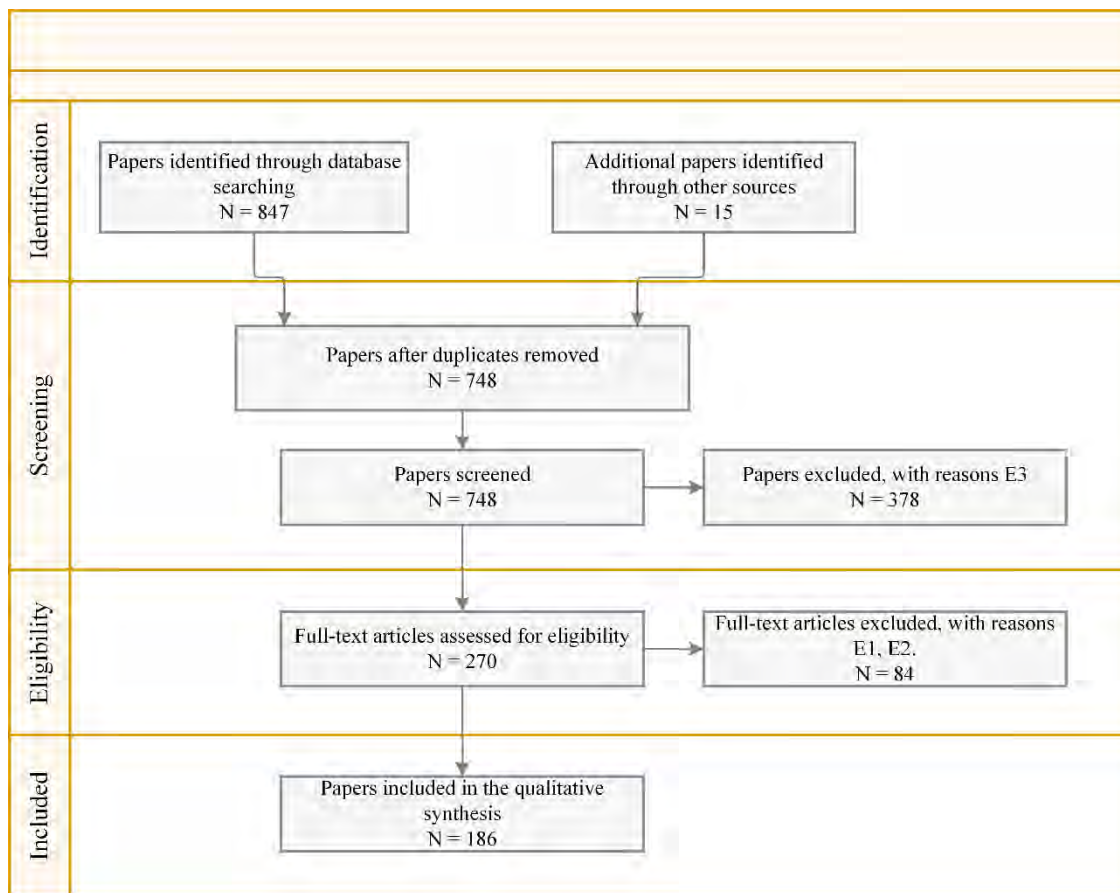 Identification
Papers identified through database
searching
N = 847
Additional papers identified
through other sources
N = 15
Screening
Papers after duplicates removed
N = 748
Papers screened
N = 748
Papers excluded, with reasons E3
N = 378
Eligibility
Full-text articles assessed for eligibility
N = 270
Full-text articles excluded, with reasons
E1, E2.
N = 84
Included
Papers included in the qualitative
synthesis
N = 186